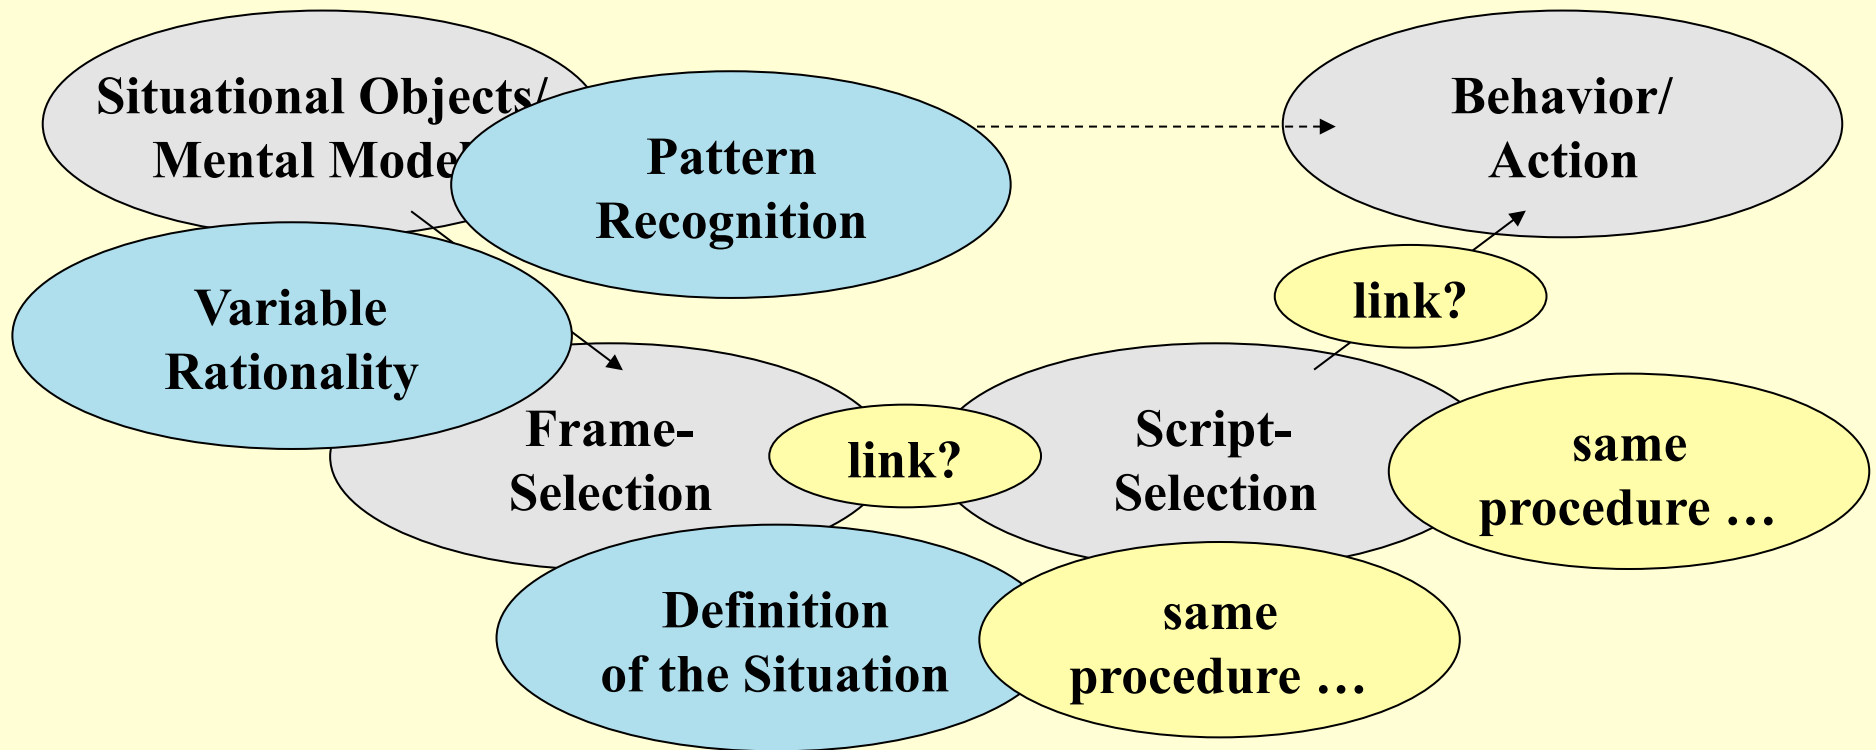 Situational Objects/
Mental Model
Pattern
Recognition
Behavior/
Action
Variable
Rationality
link?
Frame-
Selection
link?
Script-
Selection
same
procedure …
Definition
of the Situation
same
procedure …